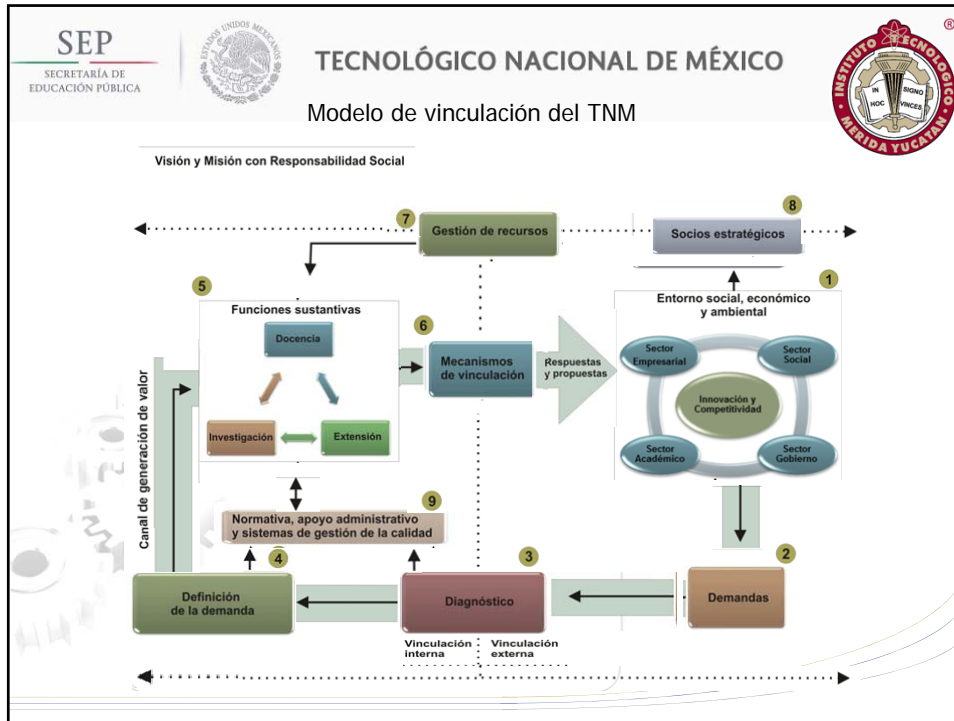 SEP
SECRETARÍA DE
EDUCACIÓN PÚBLICA
ESTADOS UNIDOS MEXICANOS
TECNOLÓGICO NACIONAL DE MÉXICO
®
INSTITUTO TECNOLOGICO
MERIDA YUCATAN
IN
HOC
SIGNO
VINCES
Modelo de vinculación del TNM
Visión y Misión con Responsabilidad Social
7
Gestión de recursos
8
Socios estratégicos
5
Funciones sustantivas
Docencia
Investigación
Extensión
6
Mecanismos
de vinculación
Respuestas
y propuestas
1
Entorno social, económico
y ambiental
Sector
Empresarial
Sector
Social
Innovación y
Competitividad
Sector
Académico
Sector
Gobierno
Canal de generación de valor
9
Normativa, apoyo administrativo
y sistemas de gestión de la calidad
4
Definición
de la demanda
3
Diagnóstico
2
Demandas
Vinculación
interna
Vinculación
externa